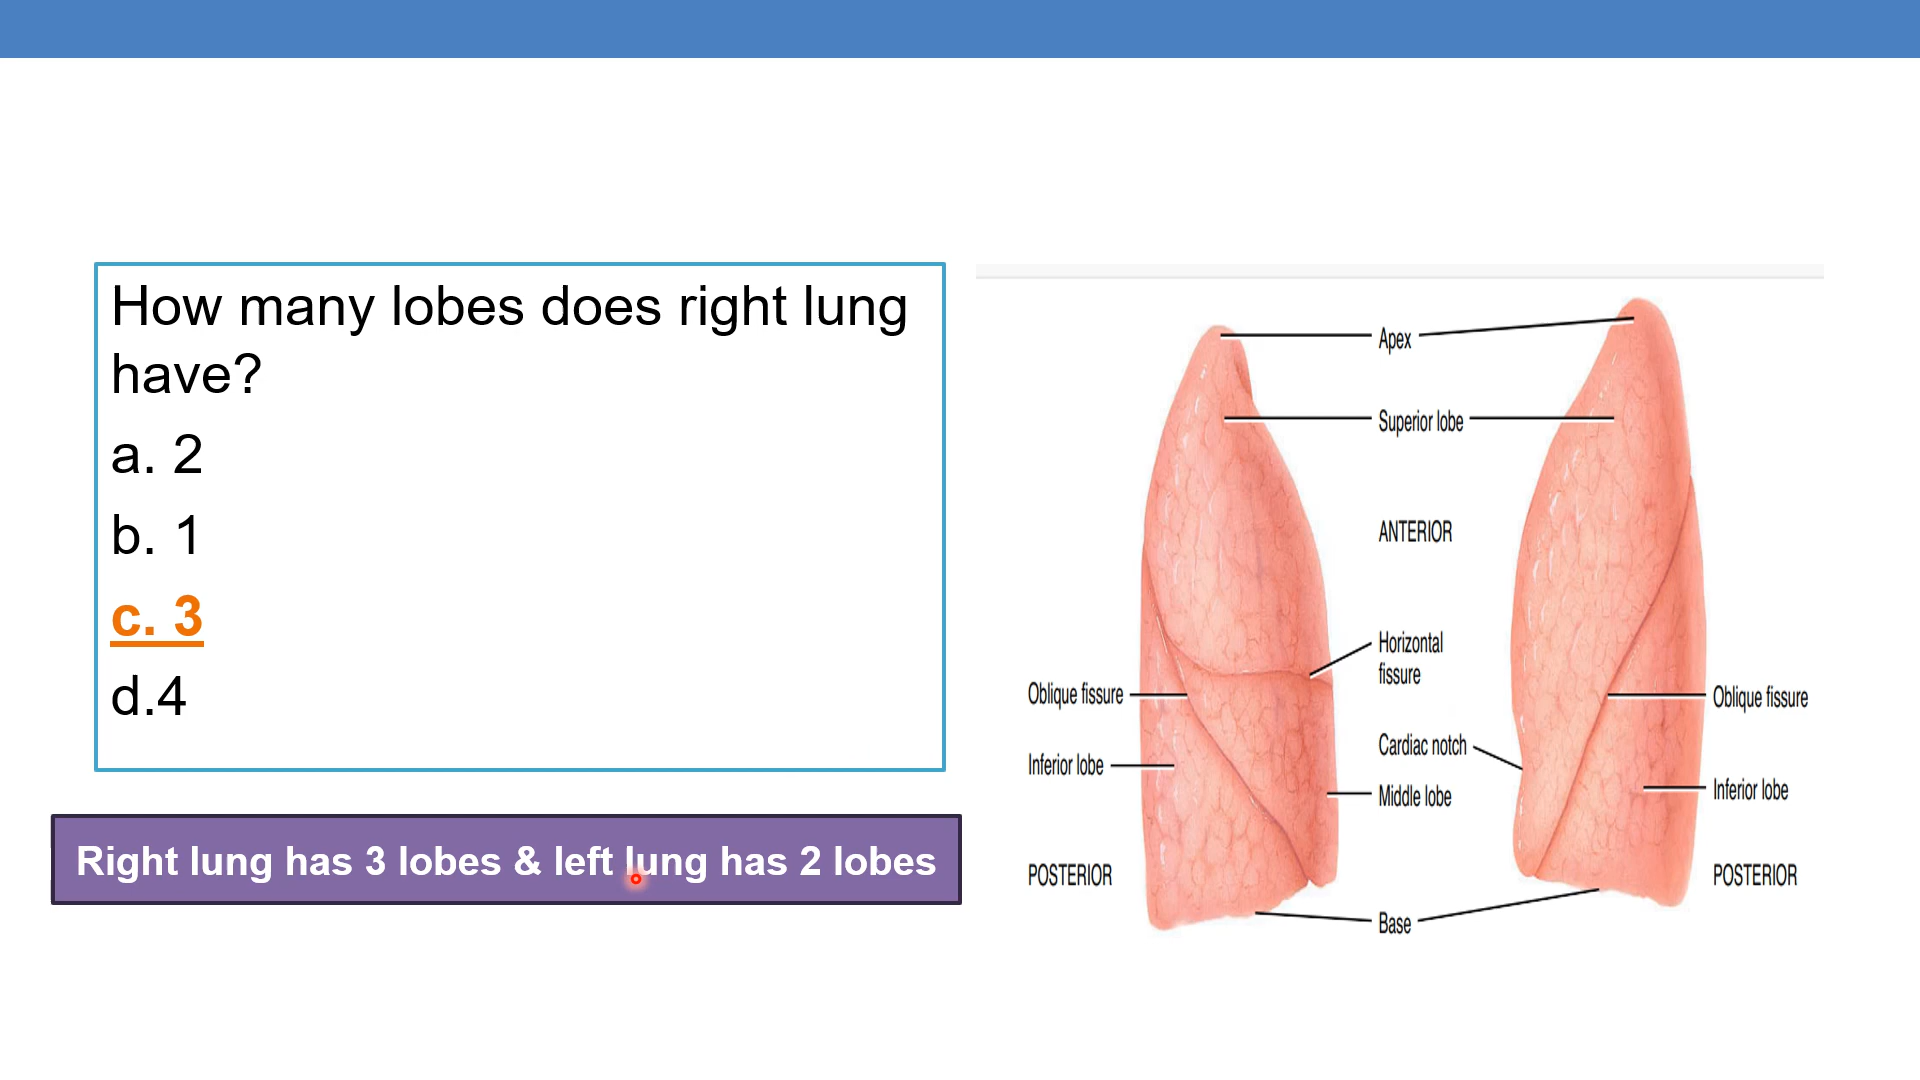 How many lobes does right lung
have?
a. 2
b. 1
c. 3
d.4
Right lung has 3 lobes & left lung has 2 lobes
Apex
Superior lobe
ANTERIOR
Horizontal
fissure
Oblique fissure
Oblique fissure
Cardiac notch
Inferior lobe
Middle lobe
Inferior lobe
POSTERIOR
POSTERIOR
Base